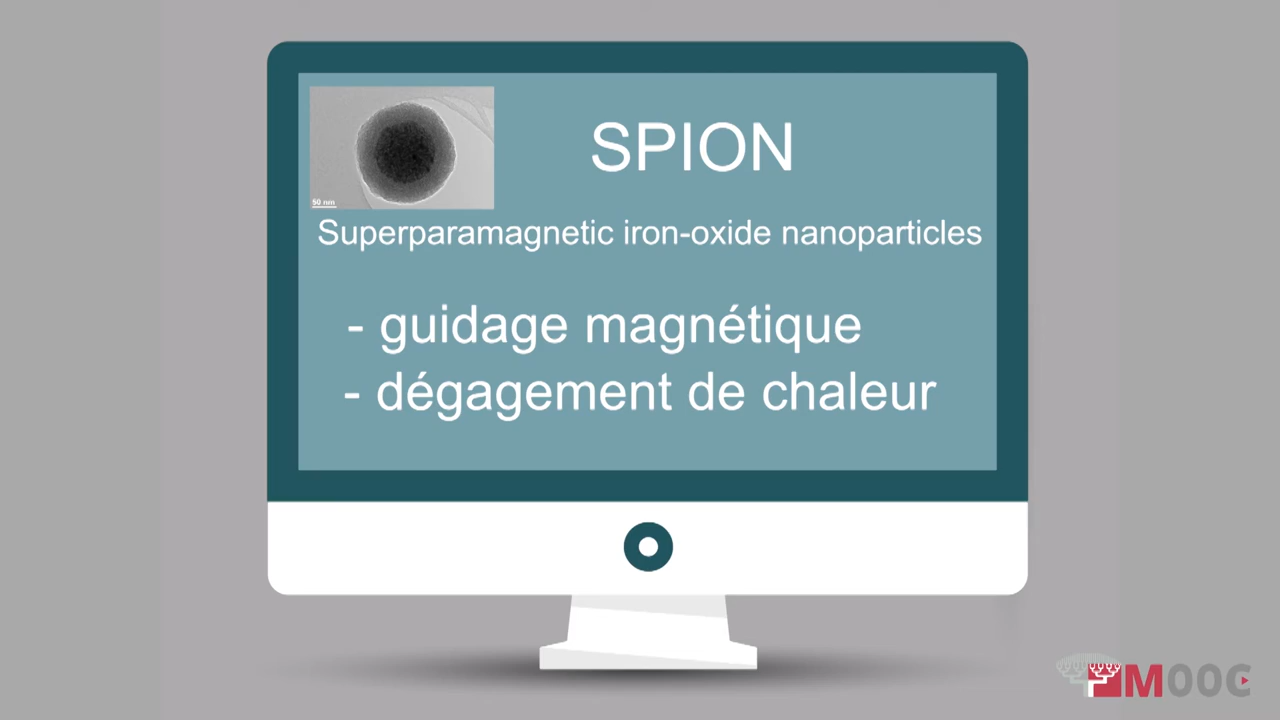 SPION
50 nm
Superparamagnetic iron-oxide nanoparticles
- guidage magnétique
- dégagement de chaleur
MOOC